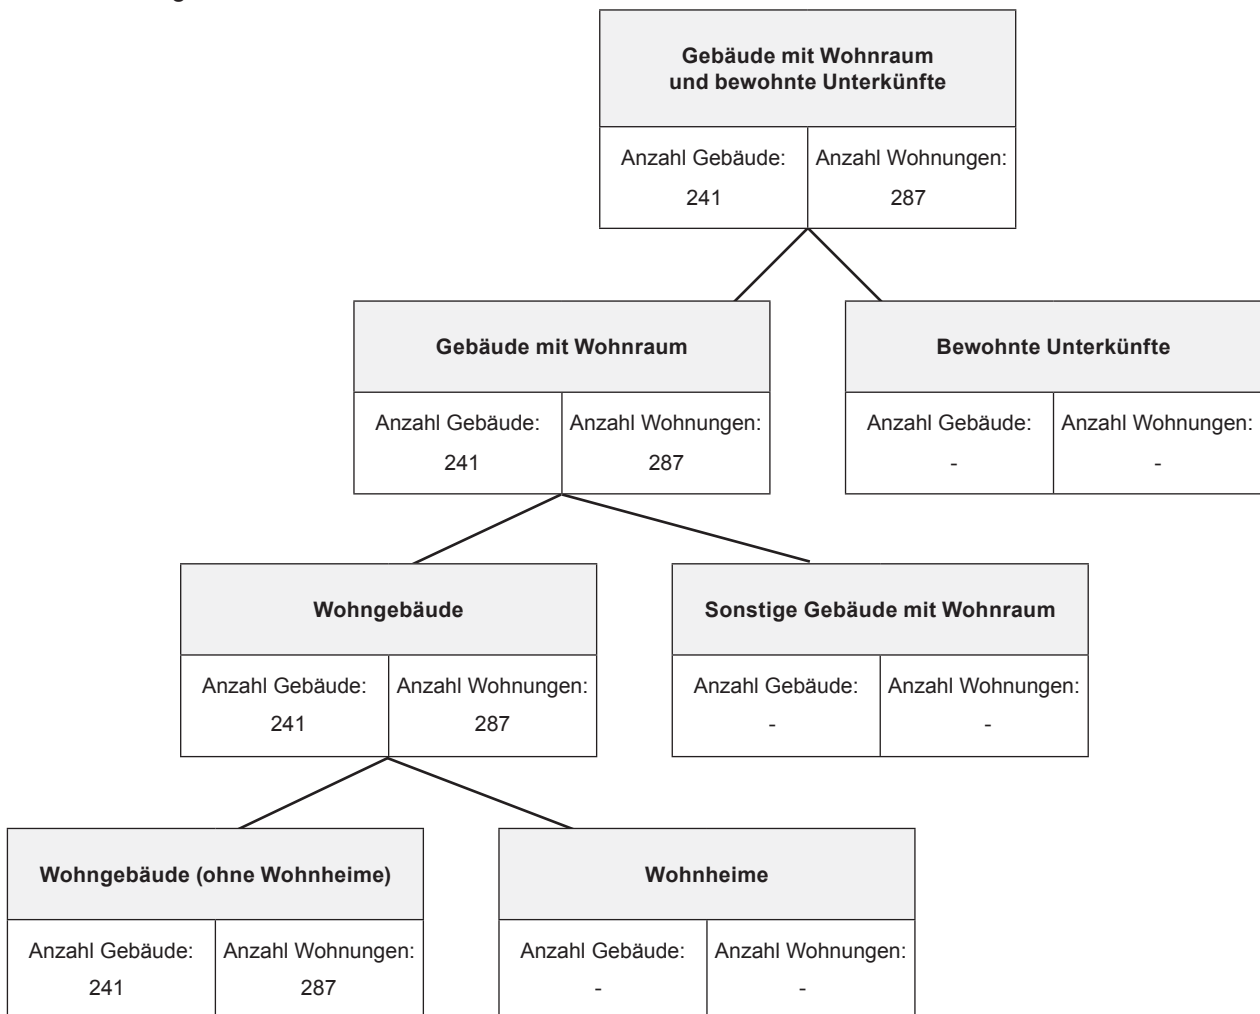 Gebäude mit Wohnraum
und bewohnte Unterkünfte
Anzahl Gebäude: Anzahl Wohnungen:
241 287
Gebäude mit Wohnraum Bewohnte Unterkünfte
Anzahl Gebäude: Anzahl Wohnungen: Anzahl Gebäude: Anzahl Wohnungen:
241 287 - -
Wohngebäude Sonstige Gebäude mit Wohnraum
Anzahl Gebäude: Anzahl Wohnungen: Anzahl Gebäude: Anzahl Wohnungen:
241 287 - -
Wohngebäude (ohne Wohnheime) Wohnheime
Anzahl Gebäude: Anzahl Wohnungen: Anzahl Gebäude: Anzahl Wohnungen:
241 287 - -